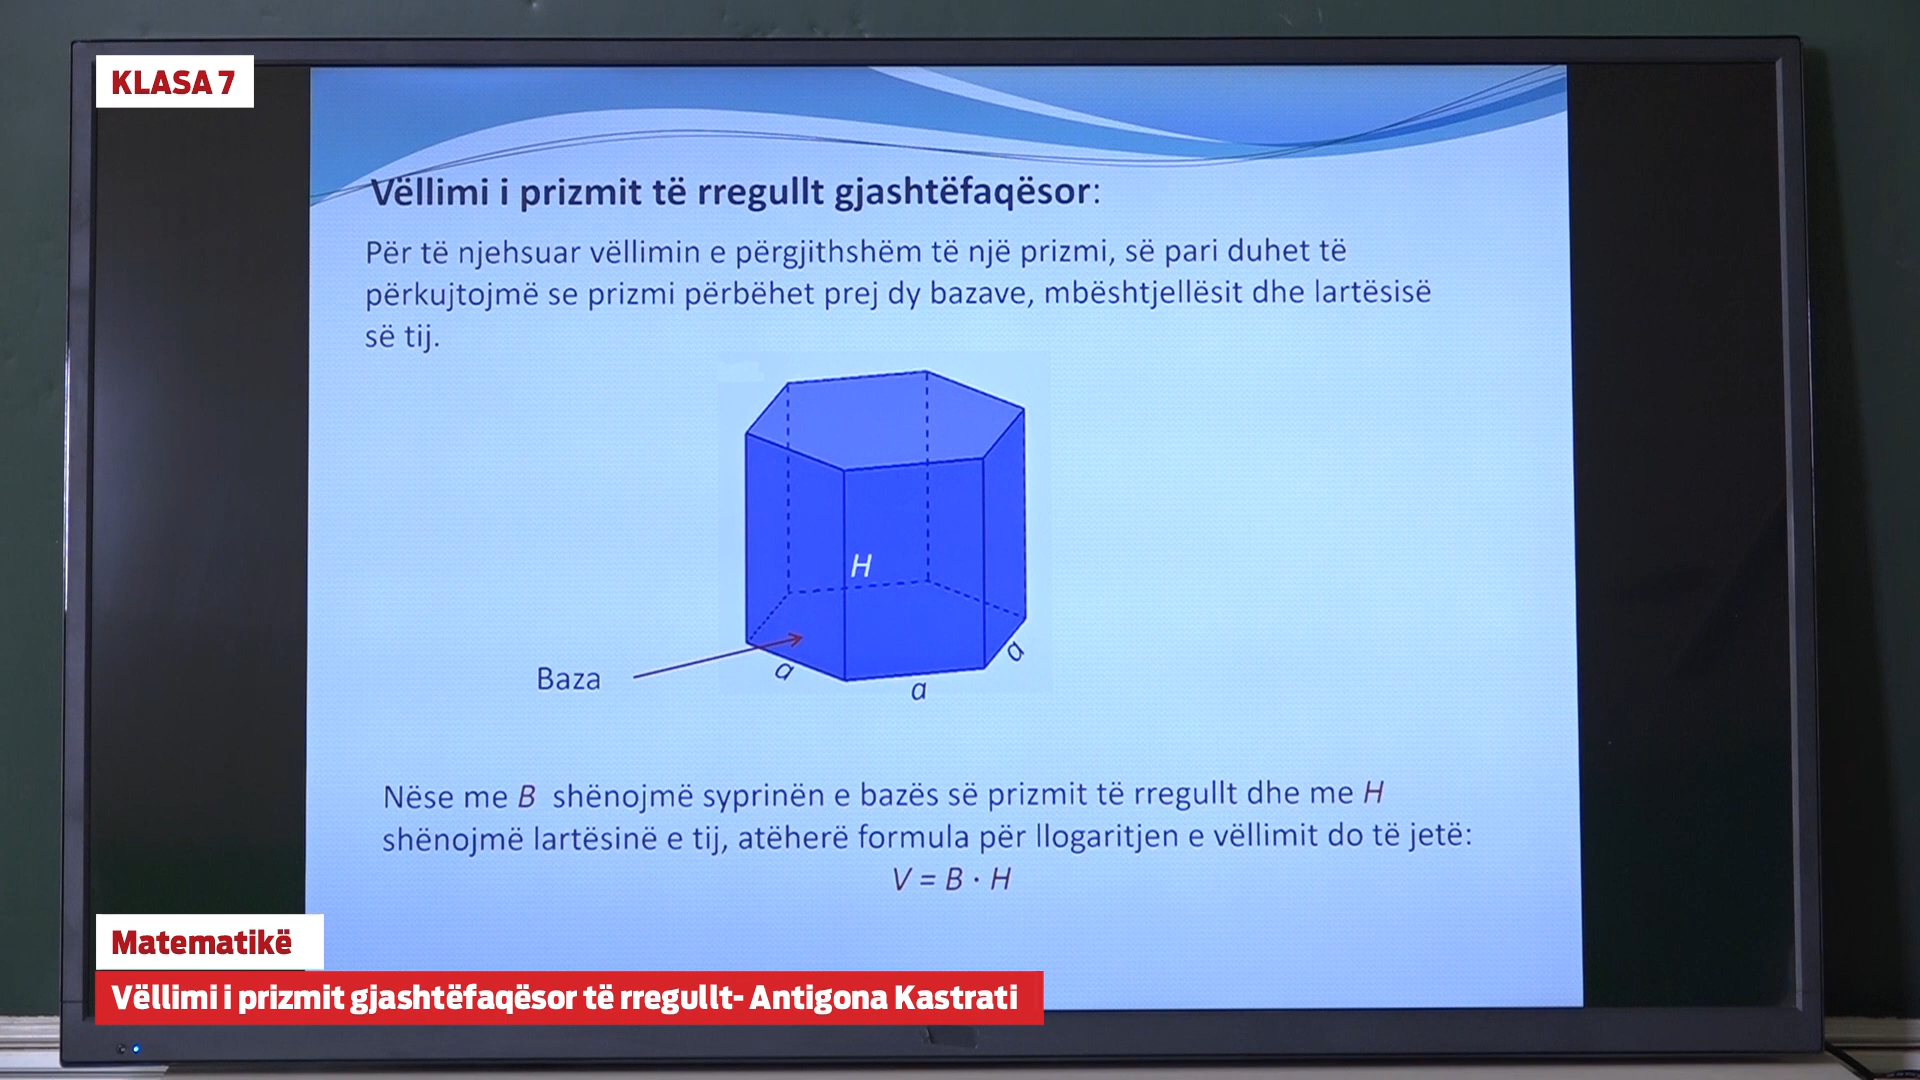 KLASA 7
Vëllimi i prizmit të rregullt gjashtëfaqësor:
Për të njehsuar vëllimin e përgjithshëm të një prizmi, së pari duhet të
përkujtojmë se prizmi përbëhet prej dy bazave, mbështjellësit dhe lartësisë
së tij.
H
Baza
a
a
a
Nëse me B shënojmë syprinën e bazës së prizmit të rregullt dhe me H
shënojmë lartësinë e tij, atëherë formula për llogaritjen e vëllimit do të jetë:
V = B · H
Matematikë
Vëllimi i prizmit gjashtëfaqësor të rregullt- Antigona Kastrati